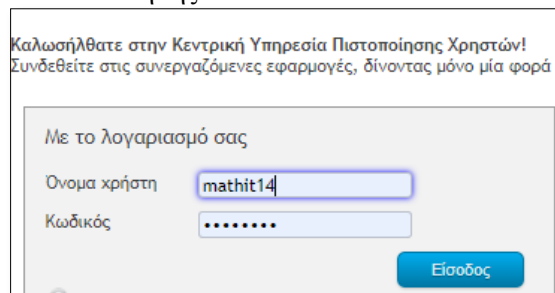 Καλωσήλθατε στην Κεντρική Υπηρεσία Πιστοποίησης Χρηστών!
Συνδεθείτε στις συνεργαζόμενες εφαρμογές, δίνοντας μόνο μία φορά
Με το λογαριασμό σας
Όνομα χρήστη mathit14
Κωδικός ••••••••
Είσοδος